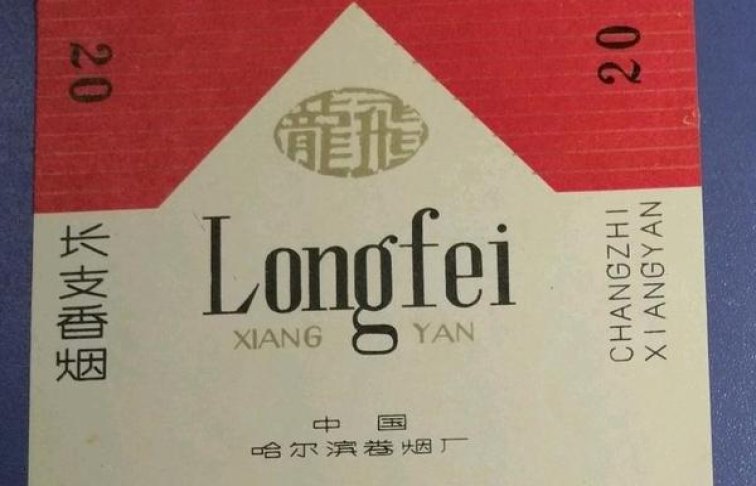 20
20
龍飛
Longfei
XIANG YAN
长支香烟
CHANGZHI
XIANGYAN
中国
哈尔滨卷烟厂